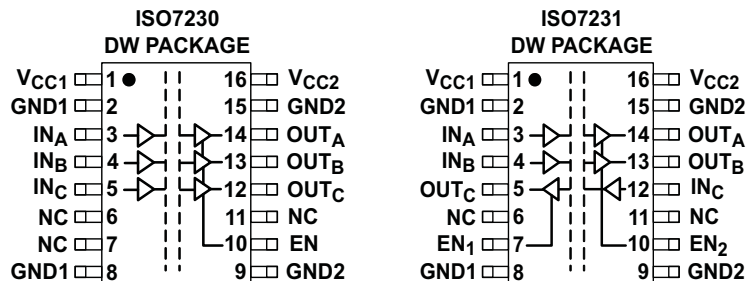 ISO7230
DW PACKAGE
VCC1 1 16 VCC2
GND1 2 15 GND2
INA 3 14 OUTA
INB 4 13 OUTB
INC 5 12 OUTC
NC 6 11 NC
NC 7 10 EN
GND1 8 9 GND2
ISO7231
DW PACKAGE
VCC1 1 16 VCC2
GND1 2 15 GND2
INA 3 14 OUTA
INB 4 13 OUTB
OUTC 5 12 INC
NC 6 11 NC
EN1 7 10 EN2
GND1 8 9 GND2